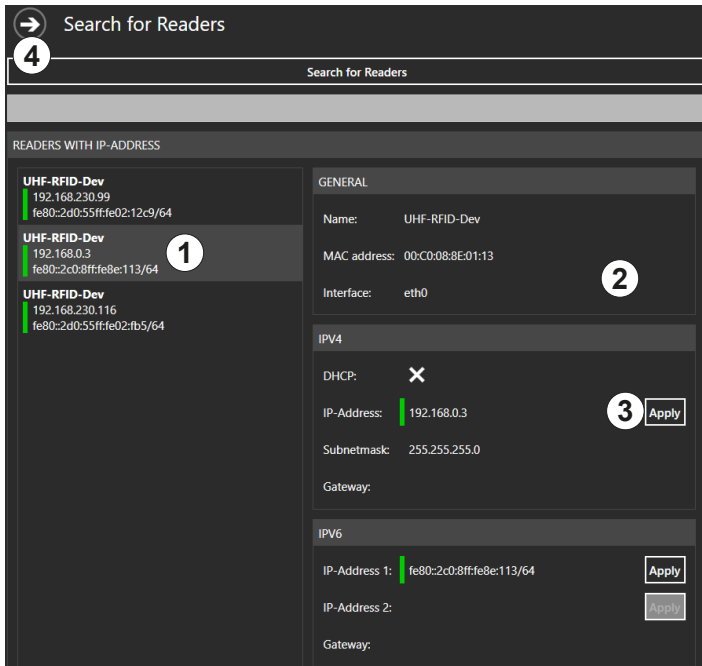 Search for Readers
4
Search for Readers
READERS WITH IP-ADDRESS
UHF-RFID-Dev
192.168.230.99
fe80::2d0:55ff:fe02:12c9/64
UHF-RFID-Dev
192.168.0.3
fe80::2c0:8ff:fe8e:113/64
1
UHF-RFID-Dev
192.168.230.116
fe80::2d0:55ff:fe02:fb5/64
GENERAL
Name: UHF-RFID-Dev
MAC address: 00:C0:08:8E:01:13
2
Interface: eth0
IPV4
DHCP:
IP-Address: 192.168.0.3 3 Apply
Subnetmask: 255.255.255.0
Gateway:
IPV6
IP-Address 1: fe80::2c0:8ff:fe8e:113/64 Apply
IP-Address 2: Apply
Gateway: